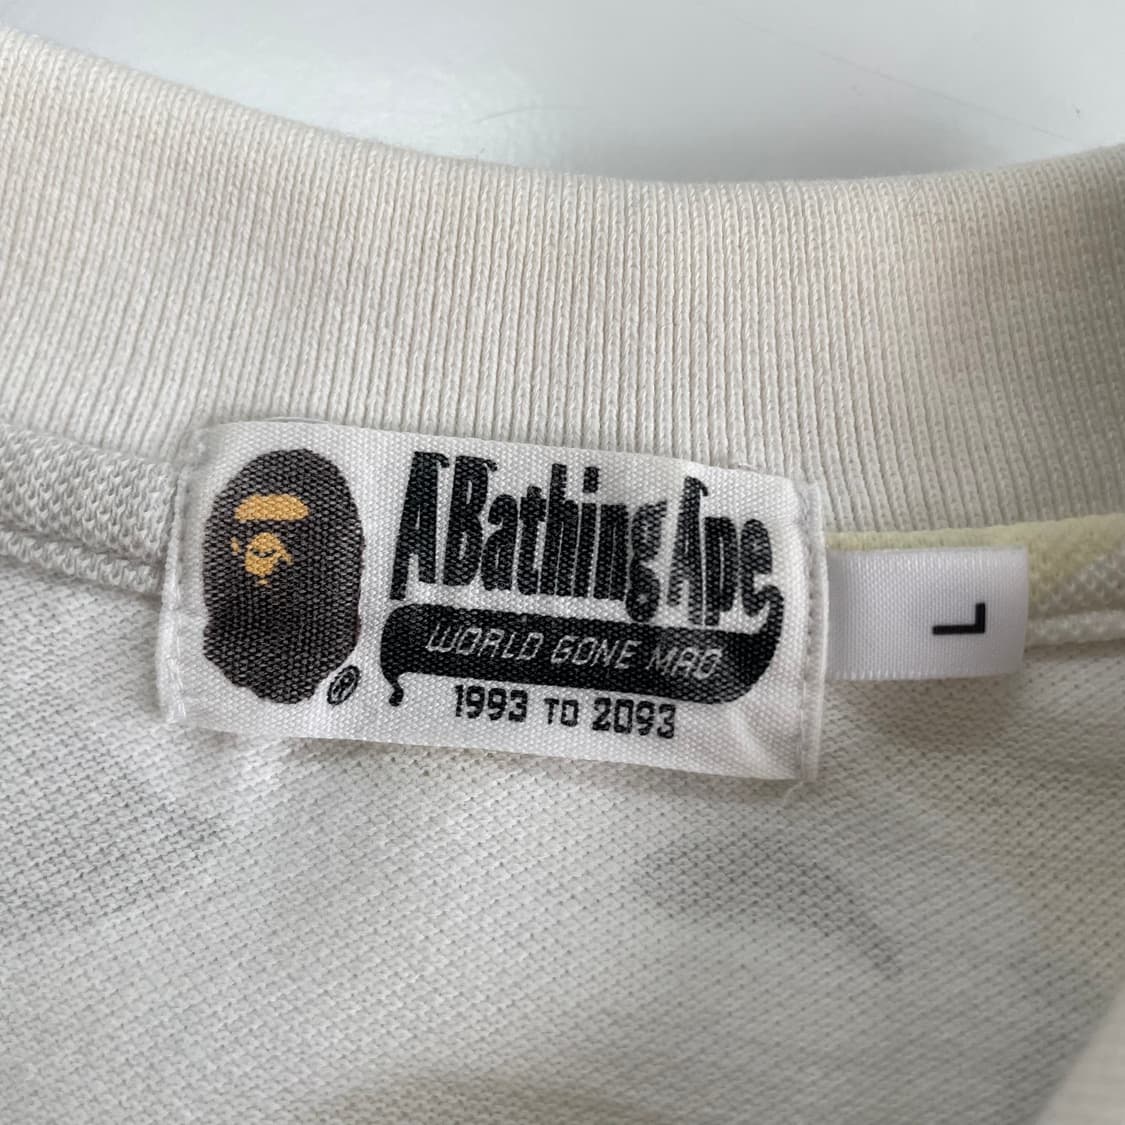 A Bathing Ape
WORLD GONE MAD
1993 TO 2093
®
L